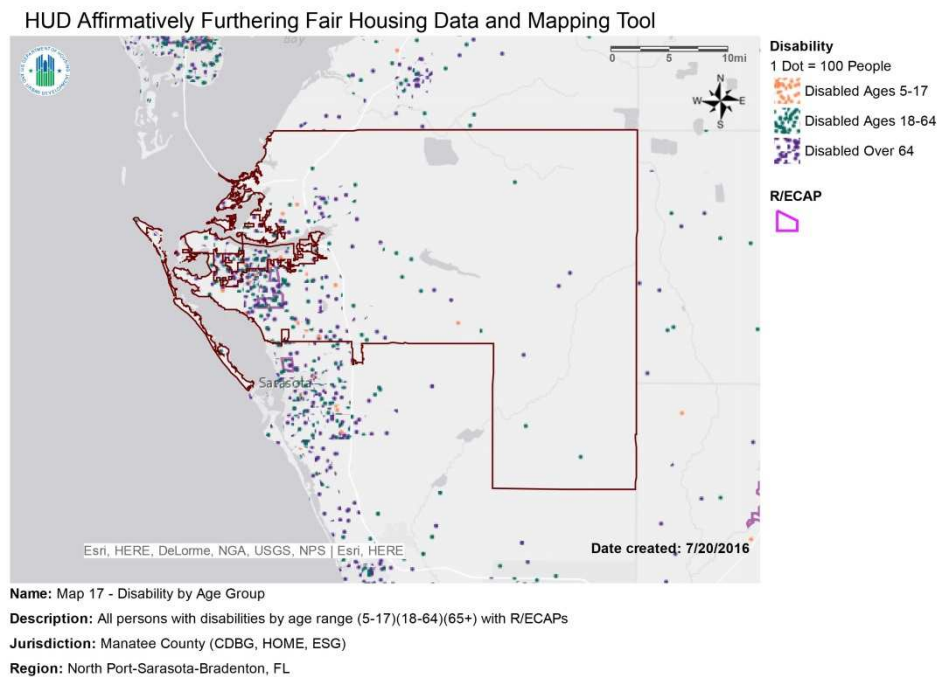 HUD Affirmatively Furthering Fair Housing Data and Mapping Tool
Bay
0 5 10mi
N
W E
S
Sarasota
Esri, HERE, DeLorme, NGA, USGS, NPS | Esri, HERE
Date created: 7/20/2016
Disability
1 Dot = 100 People
Disabled Ages 5-17
Disabled Ages 18-64
Disabled Over 64
R/ECAP
Name: Map 17 - Disability by Age Group
Description: All persons with disabilities by age range (5-17)(18-64)(65+) with R/ECAPs
Jurisdiction: Manatee County (CDBG, HOME, ESG)
Region: North Port-Sarasota-Bradenton, FL